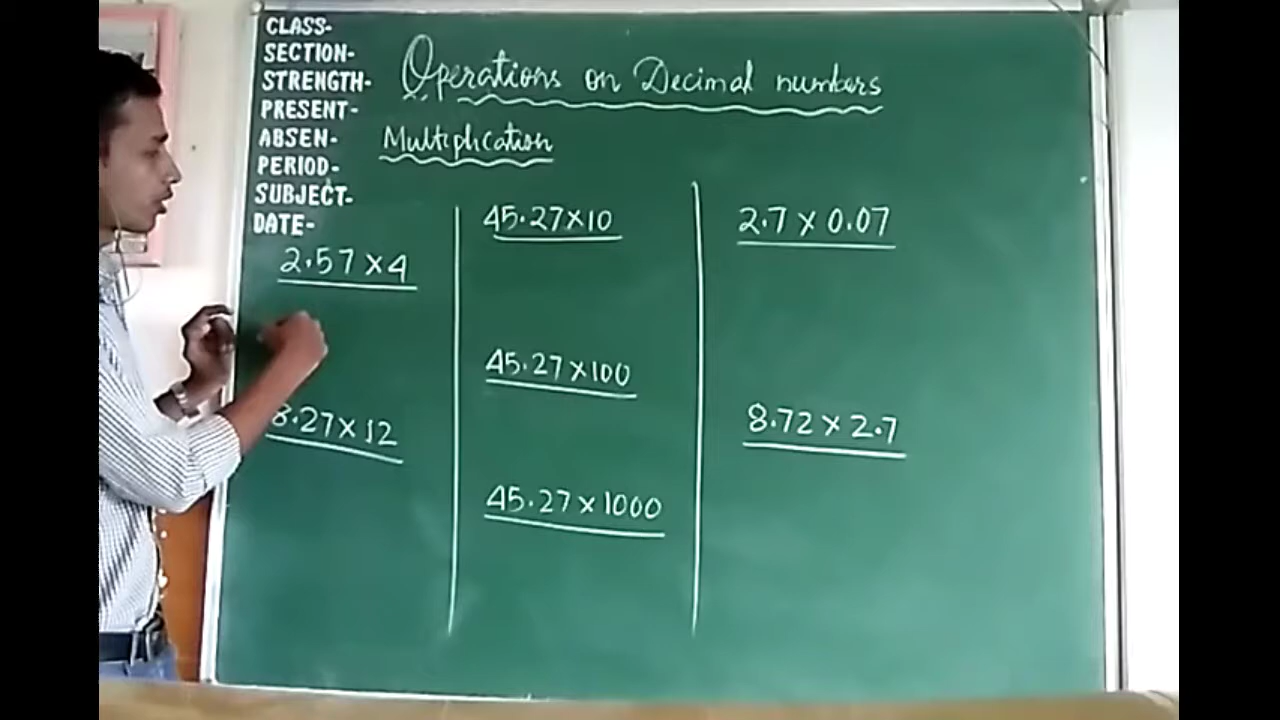 CLASS-
SECTION-
STRENGTH-
PRESENT-
ABSEN-
PERIOD-
SUBJECT-
DATE-
Operations on Decimal numbers
Multiplication
2.57 × 4
8.27 × 12
45.27 × 10
45.27 × 100
45.27 × 1000
2.7 × 0.07
8.72 × 2.7